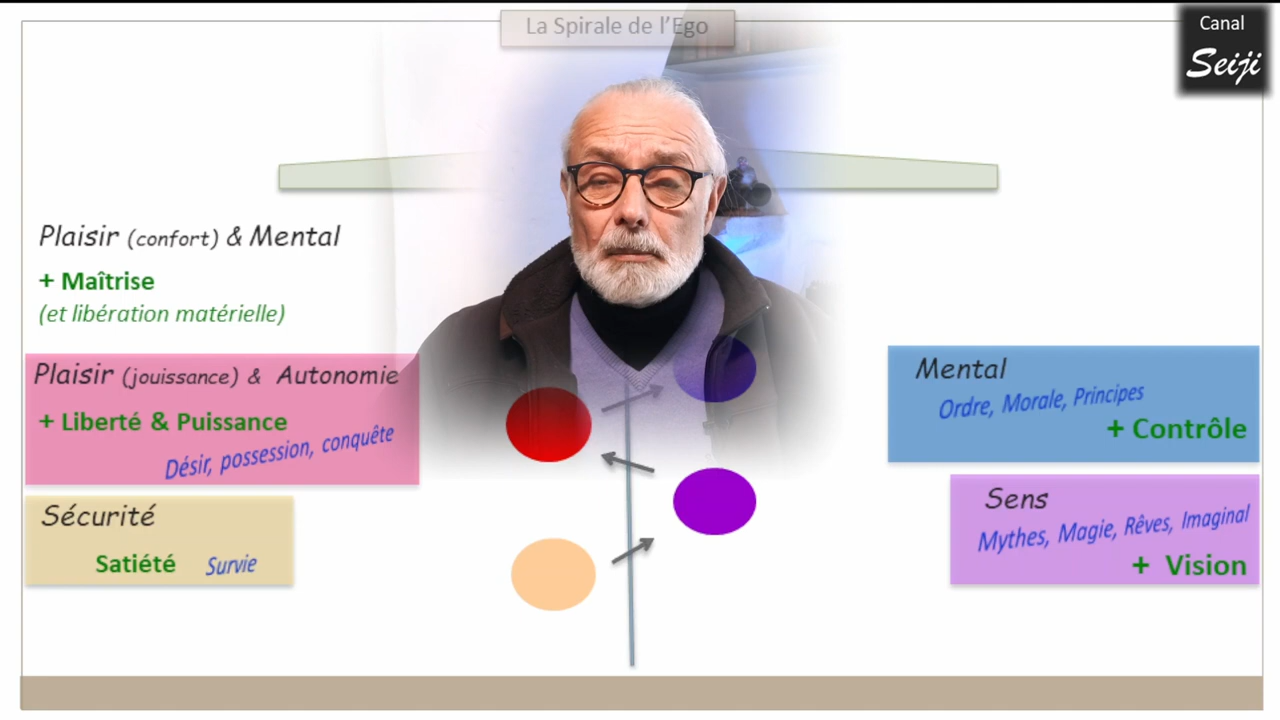 La Spirale de l'Ego
Canal
Seiji
Plaisir (confort) & Mental
+ Maîtrise
(et libération matérielle)
Plaisir (jouissance) & Autonomie
+ Liberté & Puissance
Désir, possession, conquête
Sécurité
Satiété Survie
Mental
Ordre, Morale, Principes
+ Contrôle
Sens
Mythes, Magie, Rêves, Imaginal
+ Vision